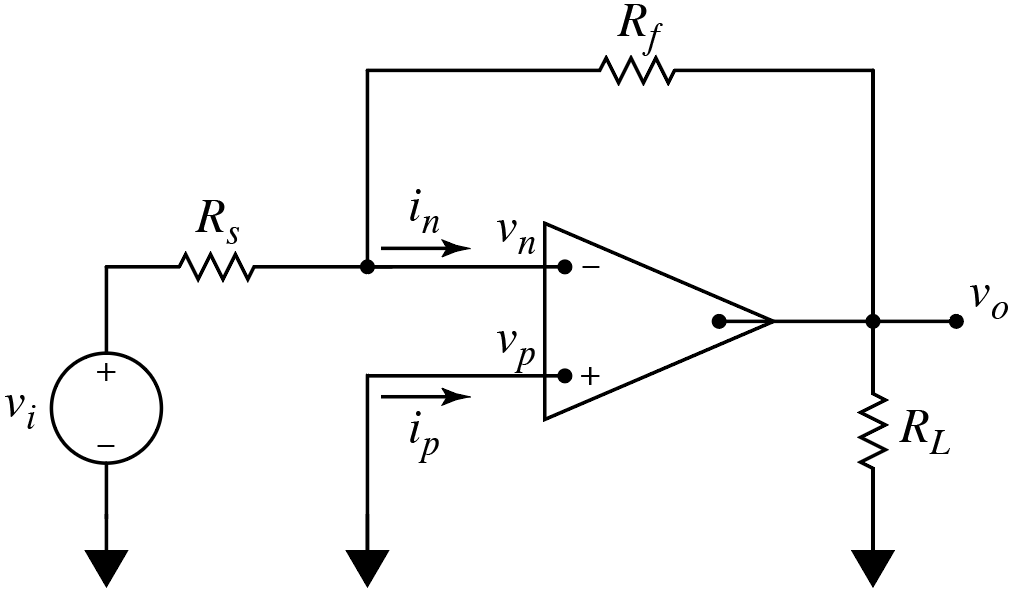 R_f
R_s
i_n
v_n
−
v_o
v_p
+
+
v_i
−
i_p
R_L